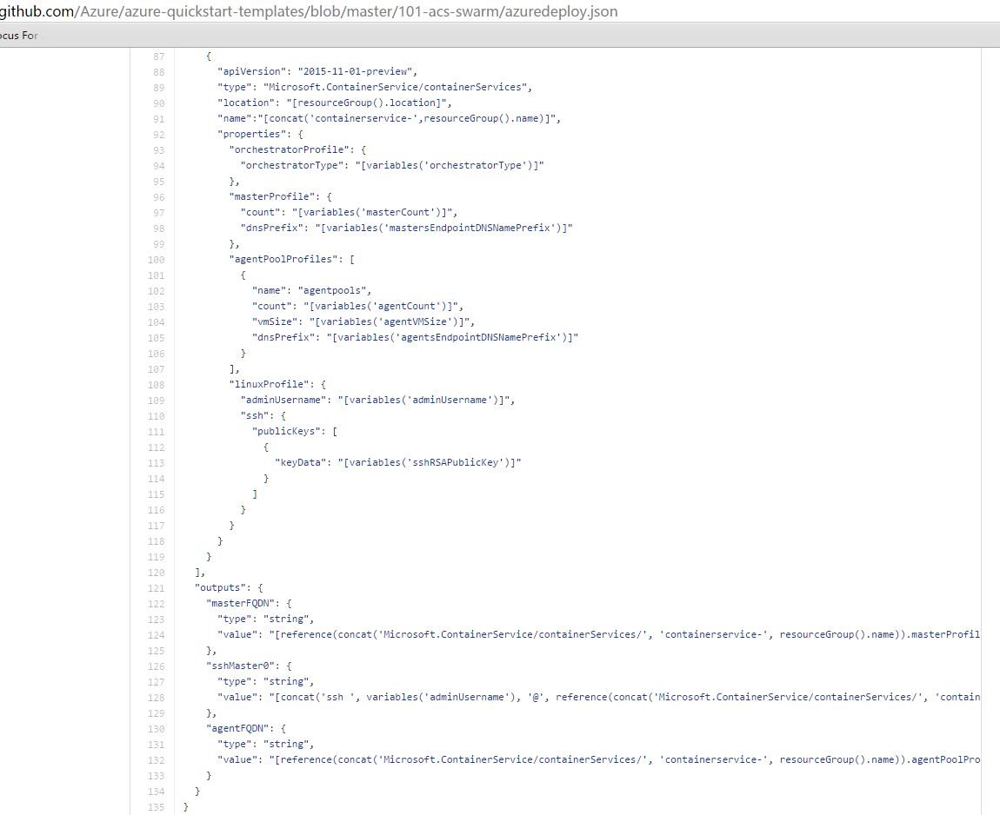 github.com/Azure/azure-quickstart-templates/blob/master/101-acs-swarm/azuredeploy.json
ocus For
87 {
88 "apiVersion": "2015-11-01-preview",
89 "type": "Microsoft.ContainerService/containerServices",
90 "location": "[resourceGroup().location]",
91 "name":"[concat('containerservice-',resourceGroup().name)]",
92 "properties": {
93 "orchestratorProfile": {
94 "orchestratorType": "[variables('orchestratorType')]"
95 },
96 "masterProfile": {
97 "count": "[variables('masterCount')]",
98 "dnsPrefix": "[variables('mastersEndpointDNSNamePrefix')]"
99 },
100 "agentPoolProfiles": [
101 {
102 "name": "agentpools",
103 "count": "[variables('agentCount')]",
104 "vmSize": "[variables('agentVMSize')]",
105 "dnsPrefix": "[variables('agentsEndpointDNSNamePrefix')]"
106 }
107 ],
108 "linuxProfile": {
109 "adminUsername": "[variables('adminUsername')]",
110 "ssh": {
111 "publicKeys": [
112 {
113 "keyData": "[variables('sshRSAPublicKey')]"
114 }
115 ]
116 }
117 }
118 }
119 }
120 ],
121 "outputs": {
122 "masterFQDN": {
123 "type": "string",
124 "value": "[reference(concat('Microsoft.ContainerService/containerServices/', 'containerservice-', resourceGroup().name)).masterProfil
125 },
126 "sshMaster0": {
127 "type": "string",
128 "value": "[concat('ssh ', variables('adminUsername'), '@', reference(concat('Microsoft.ContainerService/containerServices/', 'contain
129 },
130 "agentFQDN": {
131 "type": "string",
132 "value": "[reference(concat('Microsoft.ContainerService/containerServices/', 'containerservice-', resourceGroup().name)).agentPoolPro
133 }
134 }
135 }